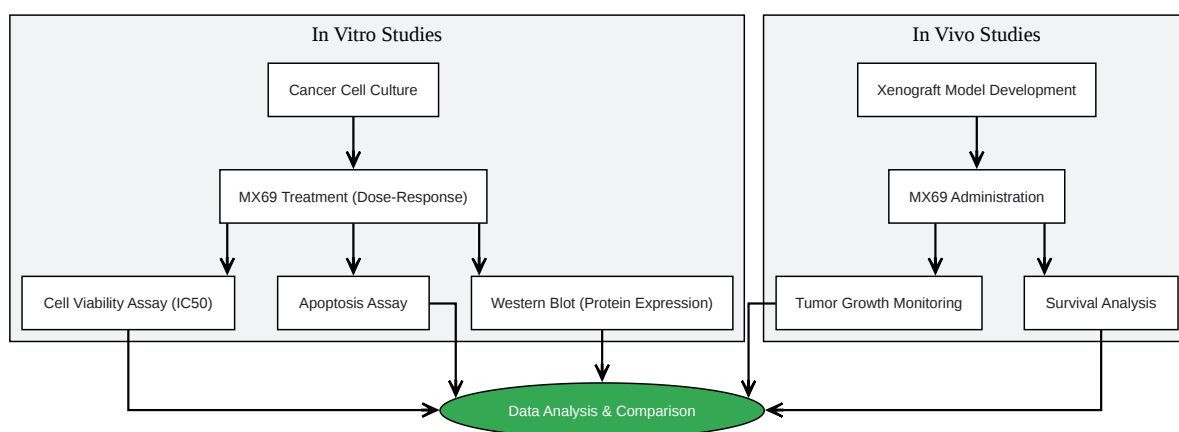 In Vitro Studies
Cancer Cell Culture
MX69 Treatment (Dose-Response)
Cell Viability Assay (IC50)
Apoptosis Assay
Western Blot (Protein Expression)
In Vivo Studies
Xenograft Model Development
MX69 Administration
Tumor Growth Monitoring
Survival Analysis
Data Analysis & Comparison